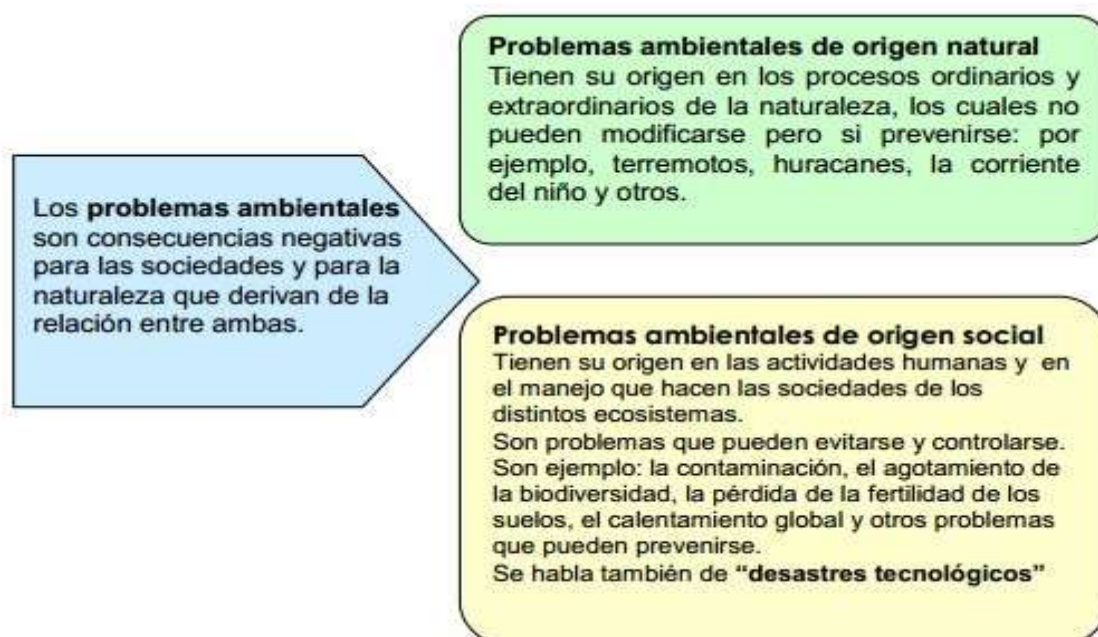 Los problemas ambientales
son consecuencias negativas
para las sociedades y para la
naturaleza que derivan de la
relación entre ambas.
Problemas ambientales de origen natural
Tienen su origen en los procesos ordinarios y
extraordinarios de la naturaleza, los cuales no
pueden modificarse pero si prevenirse: por
ejemplo, terremotos, huracanes, la corriente
del niño y otros.
Problemas ambientales de origen social
Tienen su origen en las actividades humanas y en
el manejo que hacen las sociedades de los
distintos ecosistemas.
Son problemas que pueden evitarse y controlarse.
Son ejemplo: la contaminación, el agotamiento de
la biodiversidad, la pérdida de la fertilidad de los
suelos, el calentamiento global y otros problemas
que pueden prevenirse.
Se habla también de “desastres tecnológicos”